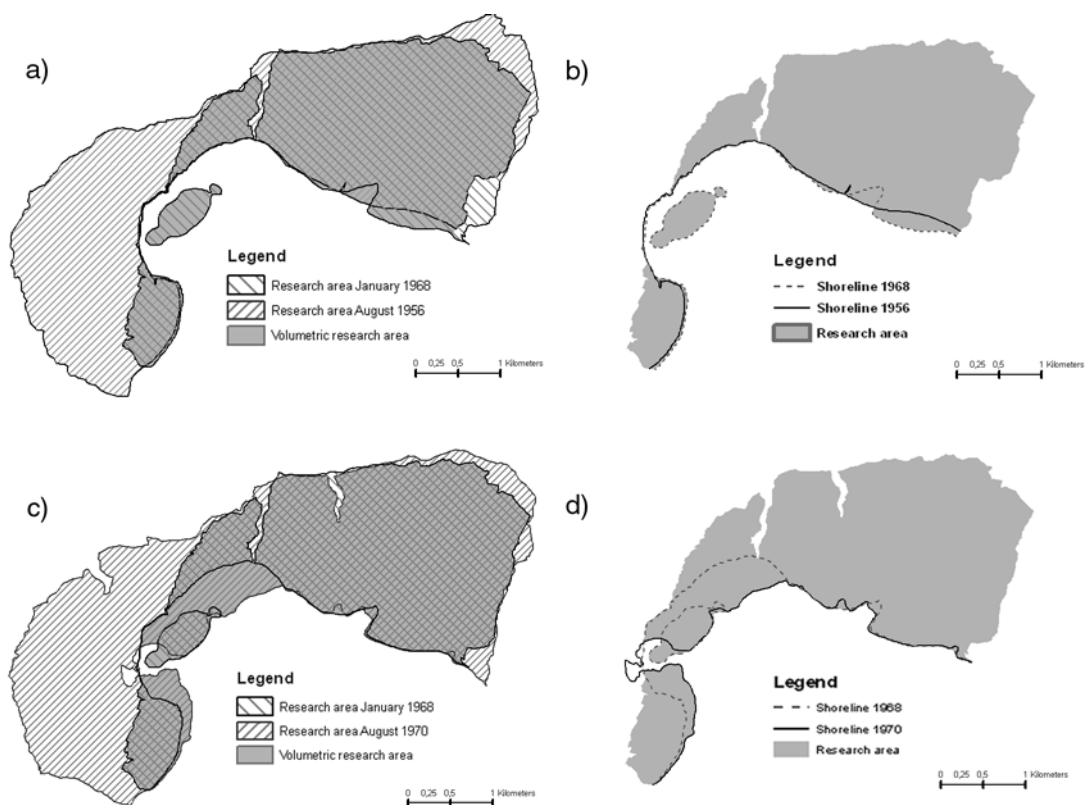 a)
Legend
Research area January 1968
Research area August 1956
Volumetric research area
0 0,25 0,5 1 Kilometers
b)
Legend
Shoreline 1968
Shoreline 1956
Research area
0 0,25 0,5 1 Kilometers
c)
Legend
Research area January 1968
Research area August 1970
Volumetric research area
0 0,25 0,5 1 Kilometers
d)
Legend
Shoreline 1968
Shoreline 1970
Research area
0 0,25 0,5 1 Kilometers